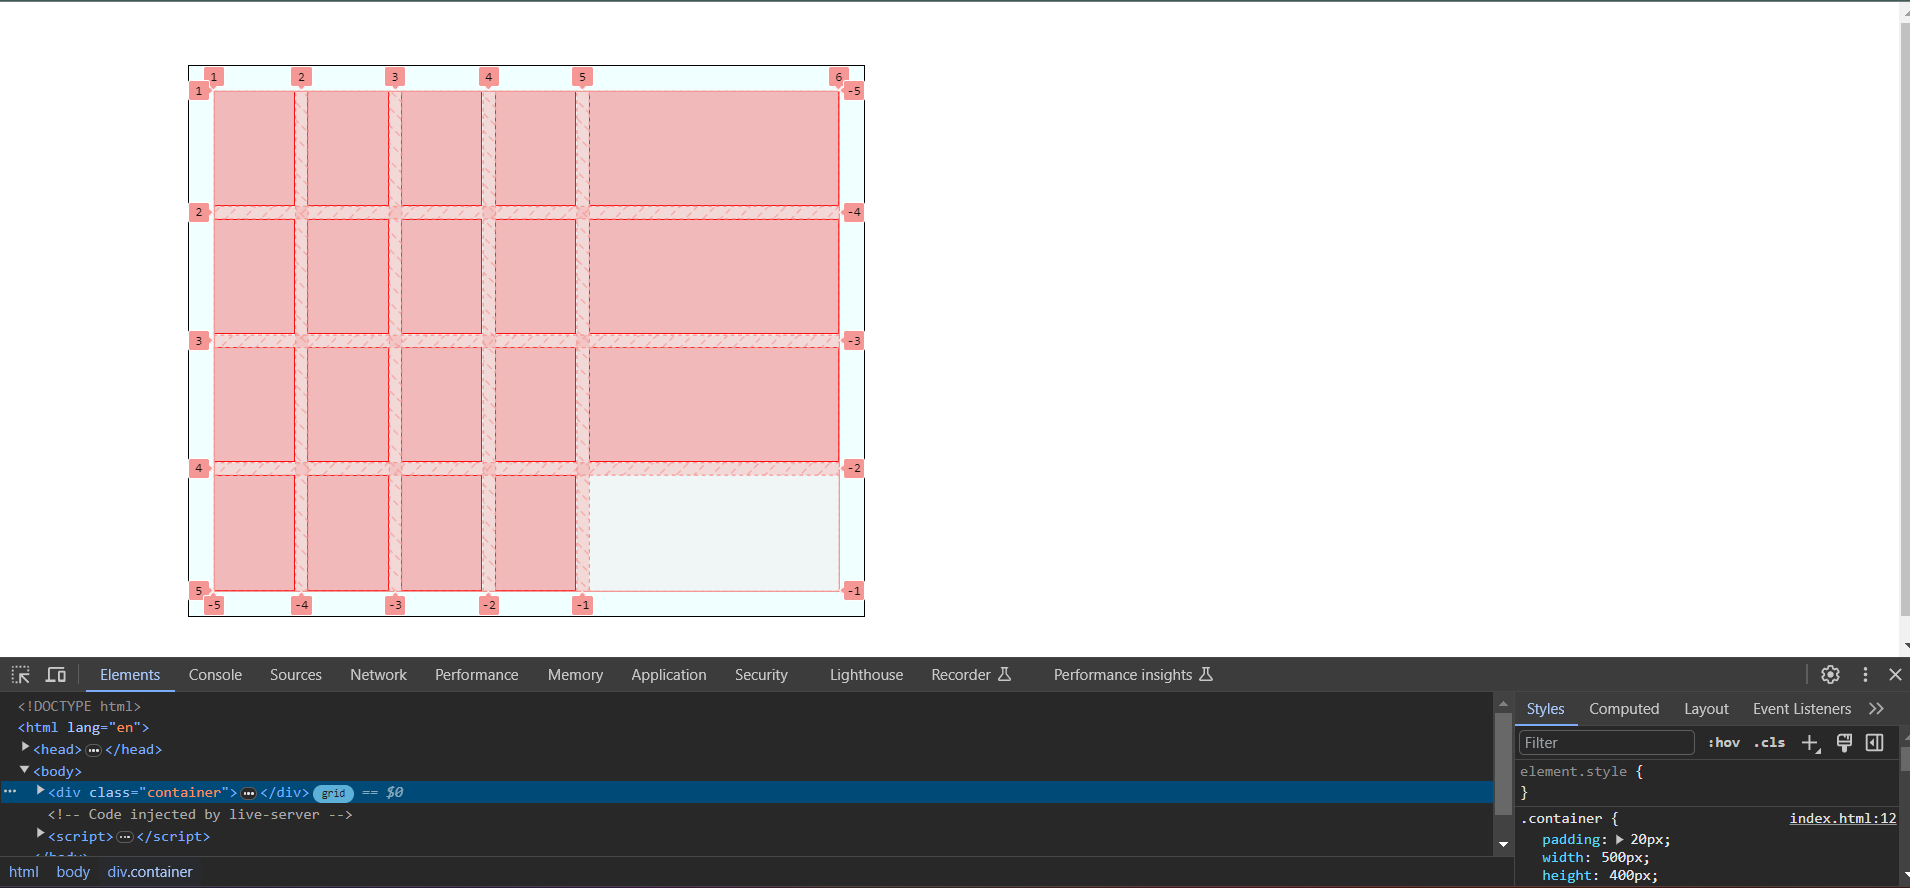 1 2 3 4 5 6
1 -5
2 -4
3 -3
4 -2
5 -1
-5 -4 -3 -2 -1
Elements Console Sources Network Performance Memory Application Security Lighthouse Recorder Performance insights
<!DOCTYPE html>
<html lang="en">
<head> ••• </head>
<body>
••• <div class="container"> ••• </div> grid == $0
<!-- Code injected by live-server -->
<script> ••• </script>
</body>
html body div.container
Styles Computed Layout Event Listeners
Filter :hov .cls
element.style {
}
.container { index.html:12
padding: 20px;
width: 500px;
height: 400px;